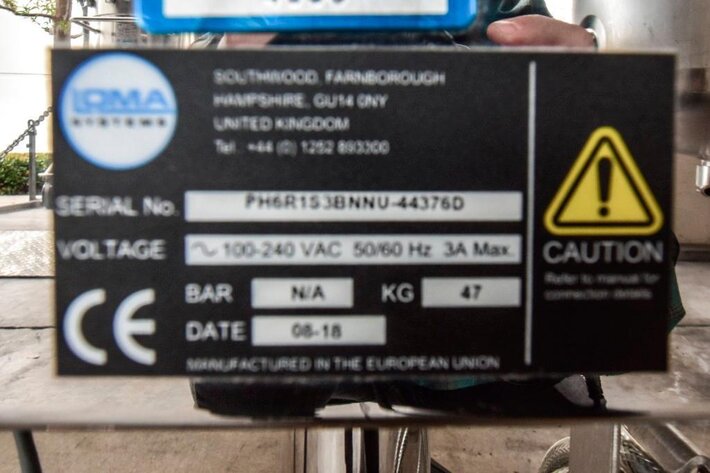 LOMA
SYSTEMS
SOUTHWOOD, FARNBOROUGH
HAMPSHIRE, GU14 0NY
UNITED KINGDOM
Tel: +44 (0) 1252 893300
SERIAL No. PH6R1S3BNNU-44376D
VOLTAGE ~ 100-240 VAC 50/60 Hz 3A Max.
BAR N/A KG 47
DATE 08-18
CE
MANUFACTURED IN THE EUROPEAN UNION
CAUTION
Refer to manual for
connection details